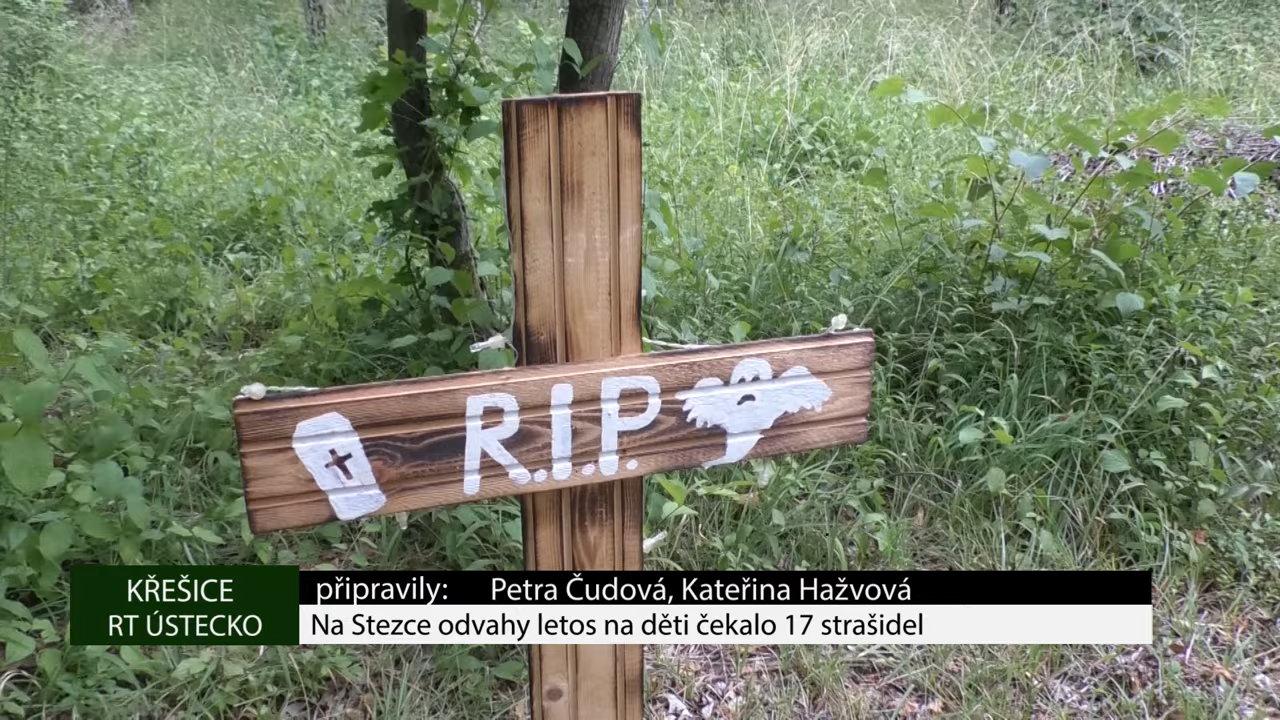 R.I.P.
KŘEŠICE
RT ÚSTECKO
připravily: Petra Čudová, Kateřina Hažvová
Na Stezce odvahy letos na děti čekalo 17 strašidel